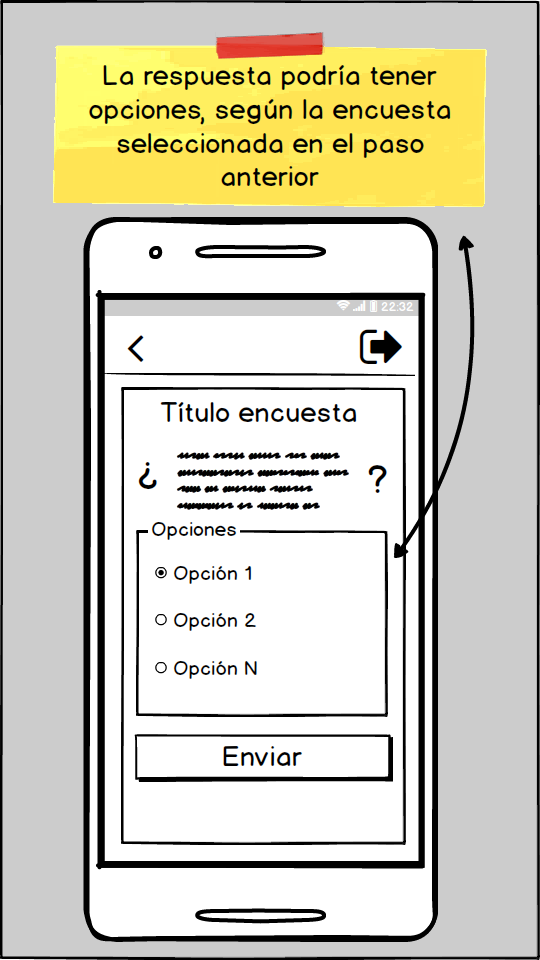 La respuesta podría tener
opciones, según la encuesta
seleccionada en el paso
anterior
22:32
Título encuesta
¿ ?
Opciones
Opción 1
Opción 2
Opción N
Enviar